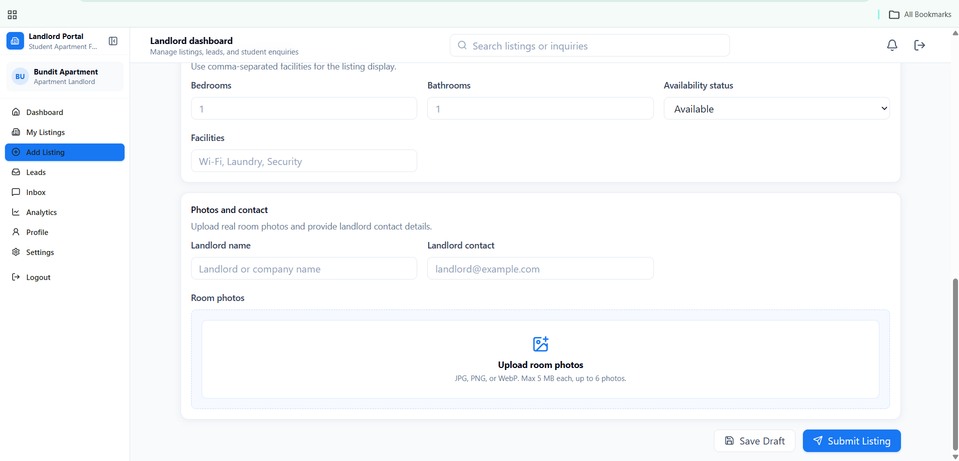 All Bookmarks
Landlord Portal
Student Apartment F...
BU
Bundit Apartment
Apartment Landlord
Dashboard
My Listings
Add Listing
Leads
Inbox
Analytics
Profile
Settings
Logout
Landlord dashboard
Manage listings, leads, and student enquiries
Search listings or inquiries
Use comma-separated facilities for the listing display.
Bedrooms
1
Bathrooms
1
Availability status
Available
Facilities
Wi-Fi, Laundry, Security
Photos and contact
Upload real room photos and provide landlord contact details.
Landlord name
Landlord or company name
Landlord contact
landlord@example.com
Room photos
Upload room photos
JPG, PNG, or WebP. Max 5 MB each, up to 6 photos.
Save Draft
Submit Listing